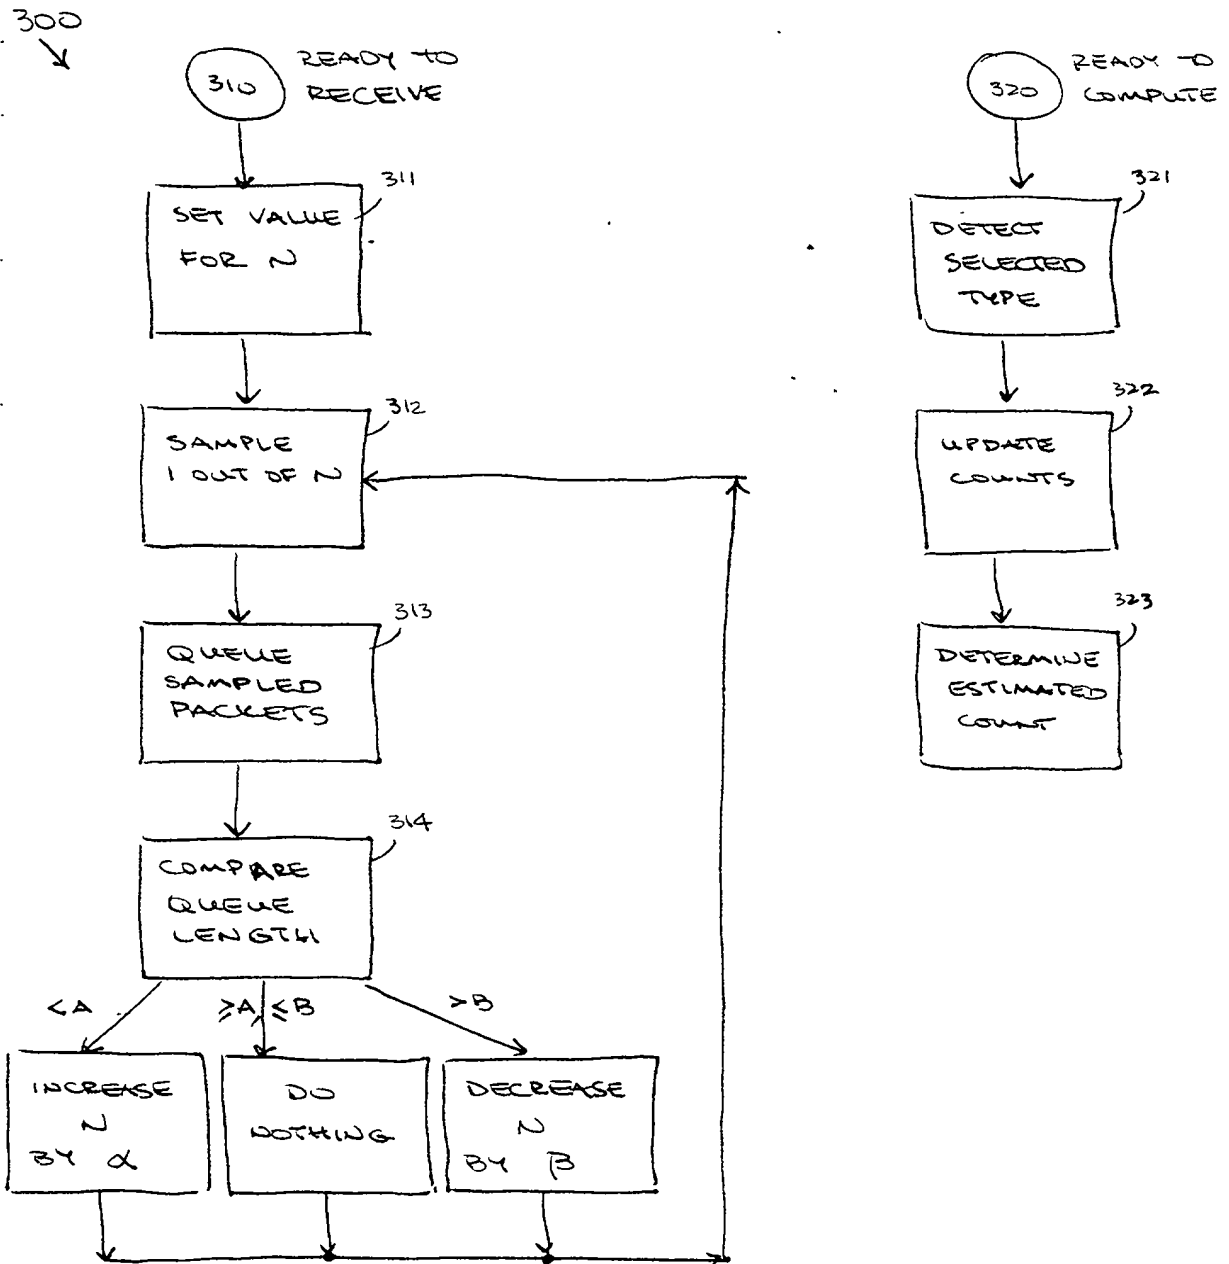 300
310
READY TO
RECEIVE
311
SET VALUE
FOR N
312
SAMPLE
1 OUT OF N
313
QUEUE
SAMPLED
PACKETS
314
COMPARE
QUEUE
LENGTH
<A
≥A, ≤B
>B
INCREASE
N
BY α
DO
NOTHING
DECREASE
N
BY β
320
READY TO
COMPUTE
321
DETECT
SELECTED
TYPE
322
UPDATE
COUNTS
323
DETERMINE
ESTIMATED
COUNT